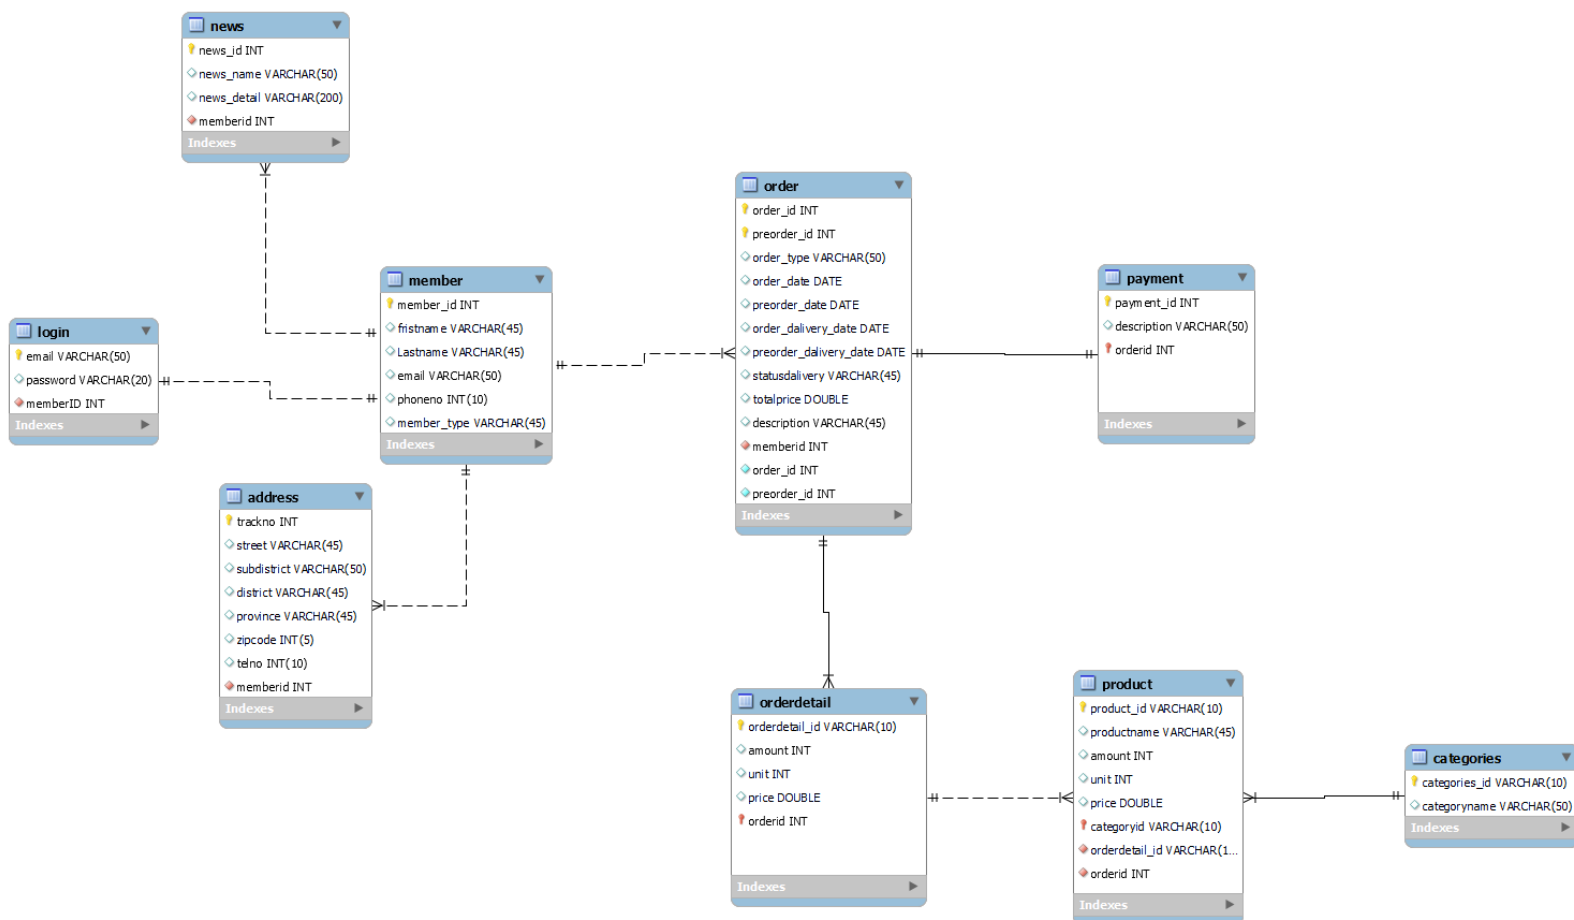 news
news_id INT
news_name VARCHAR(50)
news_detail VARCHAR(200)
memberid INT
Indexes
login
email VARCHAR(50)
password VARCHAR(20)
memberID INT
Indexes
member
member_id INT
fristname VARCHAR(45)
Lastname VARCHAR(45)
email VARCHAR(50)
phoneno INT(10)
member_type VARCHAR(45)
Indexes
address
trackno INT
street VARCHAR(45)
subdistrict VARCHAR(50)
district VARCHAR(45)
province VARCHAR(45)
zipcode INT(5)
telno INT(10)
memberid INT
Indexes
order
order_id INT
preorder_id INT
order_type VARCHAR(50)
order_date DATE
preorder_date DATE
order_dalivery_date DATE
preorder_dalivery_date DATE
statusdalivery VARCHAR(45)
totalprice DOUBLE
description VARCHAR(45)
memberid INT
order_id INT
preorder_id INT
Indexes
payment
payment_id INT
description VARCHAR(50)
orderid INT
Indexes
orderdetail
orderdetail_id VARCHAR(10)
amount INT
unit INT
price DOUBLE
orderid INT
Indexes
product
product_id VARCHAR(10)
productname VARCHAR(45)
amount INT
unit INT
price DOUBLE
categoryid VARCHAR(10)
orderdetail_id VARCHAR(1...
orderid INT
Indexes
categories
categories_id VARCHAR(10)
categoryname VARCHAR(50)
Indexes